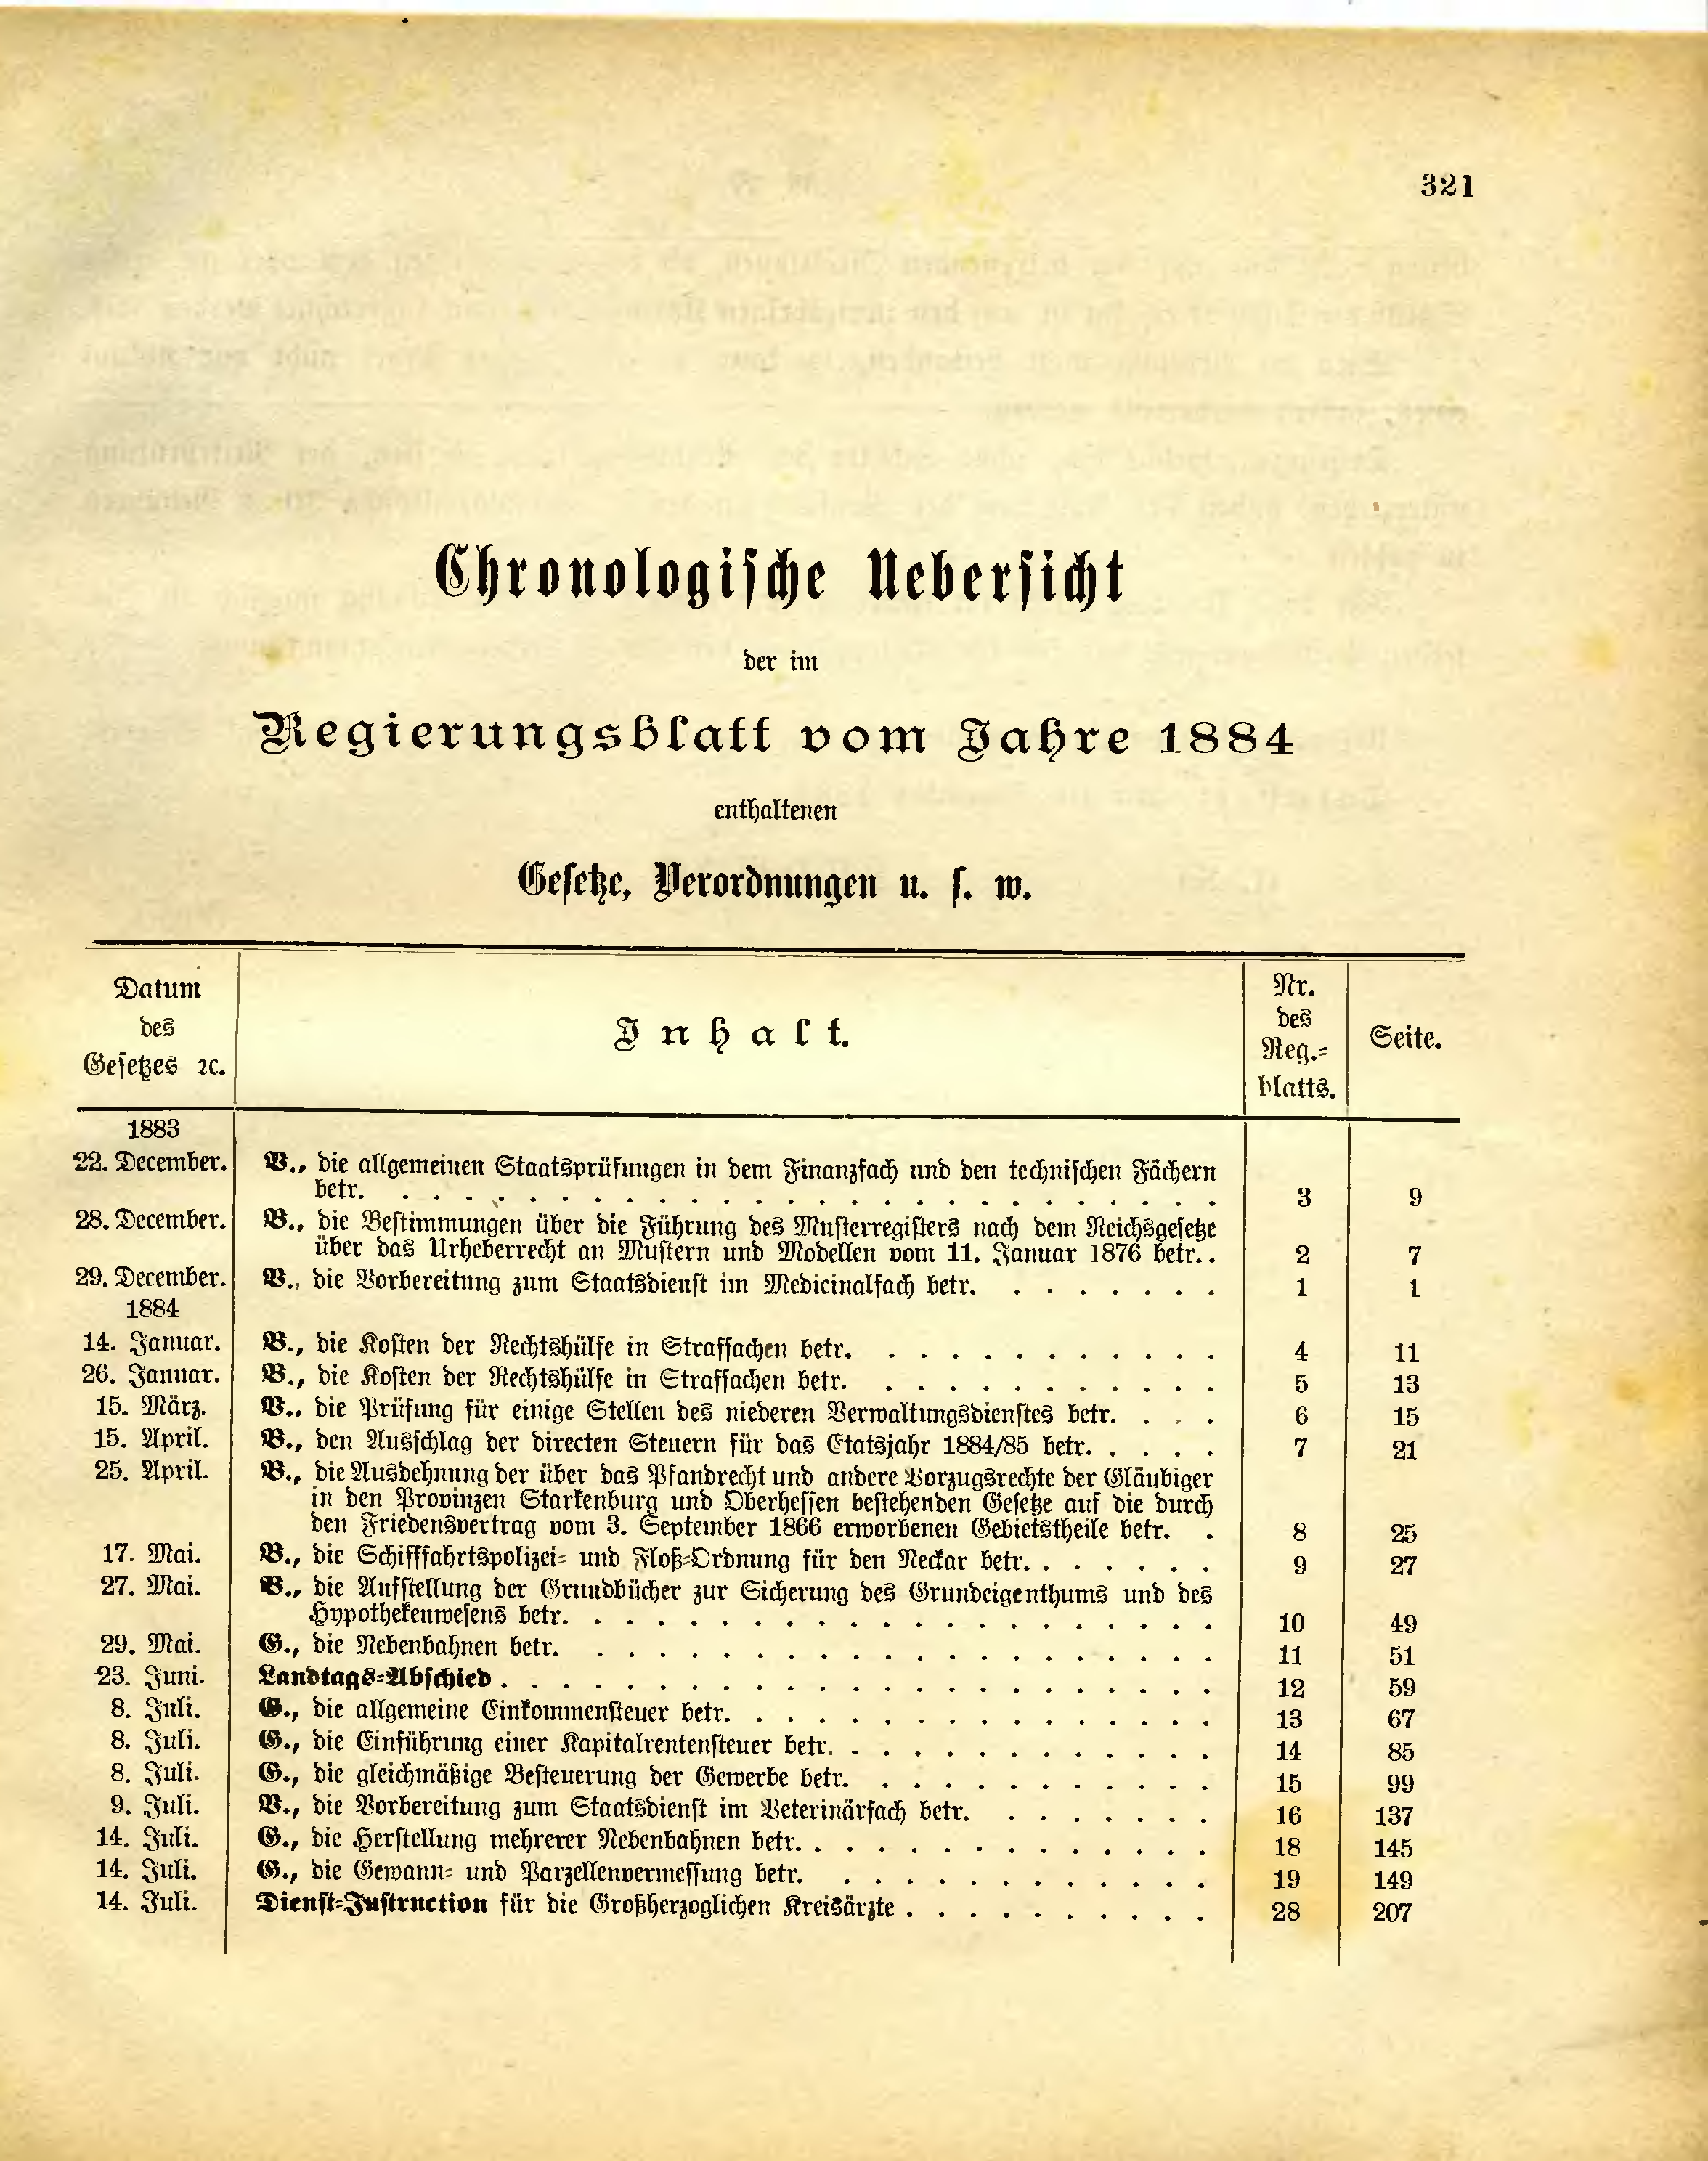 321
Chronologische Uebersicht
der im
Regierungsblatt vom Jahre 1884
enthaltenen
Gesetze, Verordnungen u. s. w.
Datum des Gesetzes ꝛc. Inhalt. Nr. des Reg.-blatts. Seite.
1883
22. December. V., die allgemeinen Staatsprüfungen in dem Finanzfach und den technischen Fächern
betr. . . . . . . . . . . . . . . . . . . . . . 3 9
28. December. V., die Bestimmungen über die Führung des Musterregisters nach dem Reichsgesetze
über das Urheberrecht an Mustern und Modellen vom 11. Januar 1876 betr. . 2 7
29. December. V., die Vorbereitung zum Staatsdienst im Medicinalfach betr. . . . . . . . 1 1
1884
14. Januar. V., die Kosten der Rechtshülfe in Strafsachen betr. . . . . . . . . . . . 4 11
26. Januar. V., die Kosten der Rechtshülfe in Strafsachen betr. . . . . . . . . . . . 5 13
15. März. V., die Prüfung für einige Stellen des niederen Verwaltungsdienstes betr. . . . 6 15
15. April. V., den Ausschlag der directen Steuern für das Etatsjahr 1884/85 betr. . . . . 7 21
25. April. V., die Ausdehnung der über das Pfandrecht und andere Vorzugsrechte der Gläubiger
in den Provinzen Starkenburg und Oberhessen bestehenden Gesetze auf die durch
den Friedensvertrag vom 3. September 1866 erworbenen Gebietstheile betr. . 8 25
17. Mai. V., die Schifffahrtspolizei- und Floß-Ordnung für den Neckar betr. . . . . . . 9 27
27. Mai. V., die Aufstellung der Grundbücher zur Sicherung des Grundeigenthums und des
Hypothekenwesens betr. . . . . . . . . . . . . . . . . . 10 49
29. Mai. G., die Nebenbahnen betr. . . . . . . . . . . . . . . . . . 11 51
23. Juni. Landtags-Abschied . . . . . . . . . . . . . . . . . . . 12 59
8. Juli. G., die allgemeine Einkommensteuer betr. . . . . . . . . . . . . . 13 67
8. Juli. G., die Einführung einer Kapitalrentensteuer betr. . . . . . . . . . . . 14 85
8. Juli. G., die gleichmäßige Besteuerung der Gewerbe betr. . . . . . . . . . . 15 99
9. Juli. V., die Vorbereitung zum Staatsdienst im Veterinärfach betr. . . . . . . . 16 137
14. Juli. G., die Herstellung mehrerer Nebenbahnen betr. . . . . . . . . . . . . 18 145
14. Juli. G., die Gewann- und Parzellenvermessung betr. . . . . . . . . . . . 19 149
14. Juli. Dienst-Instruction für die Großherzoglichen Kreisärzte . . . . . . . . . . 28 207